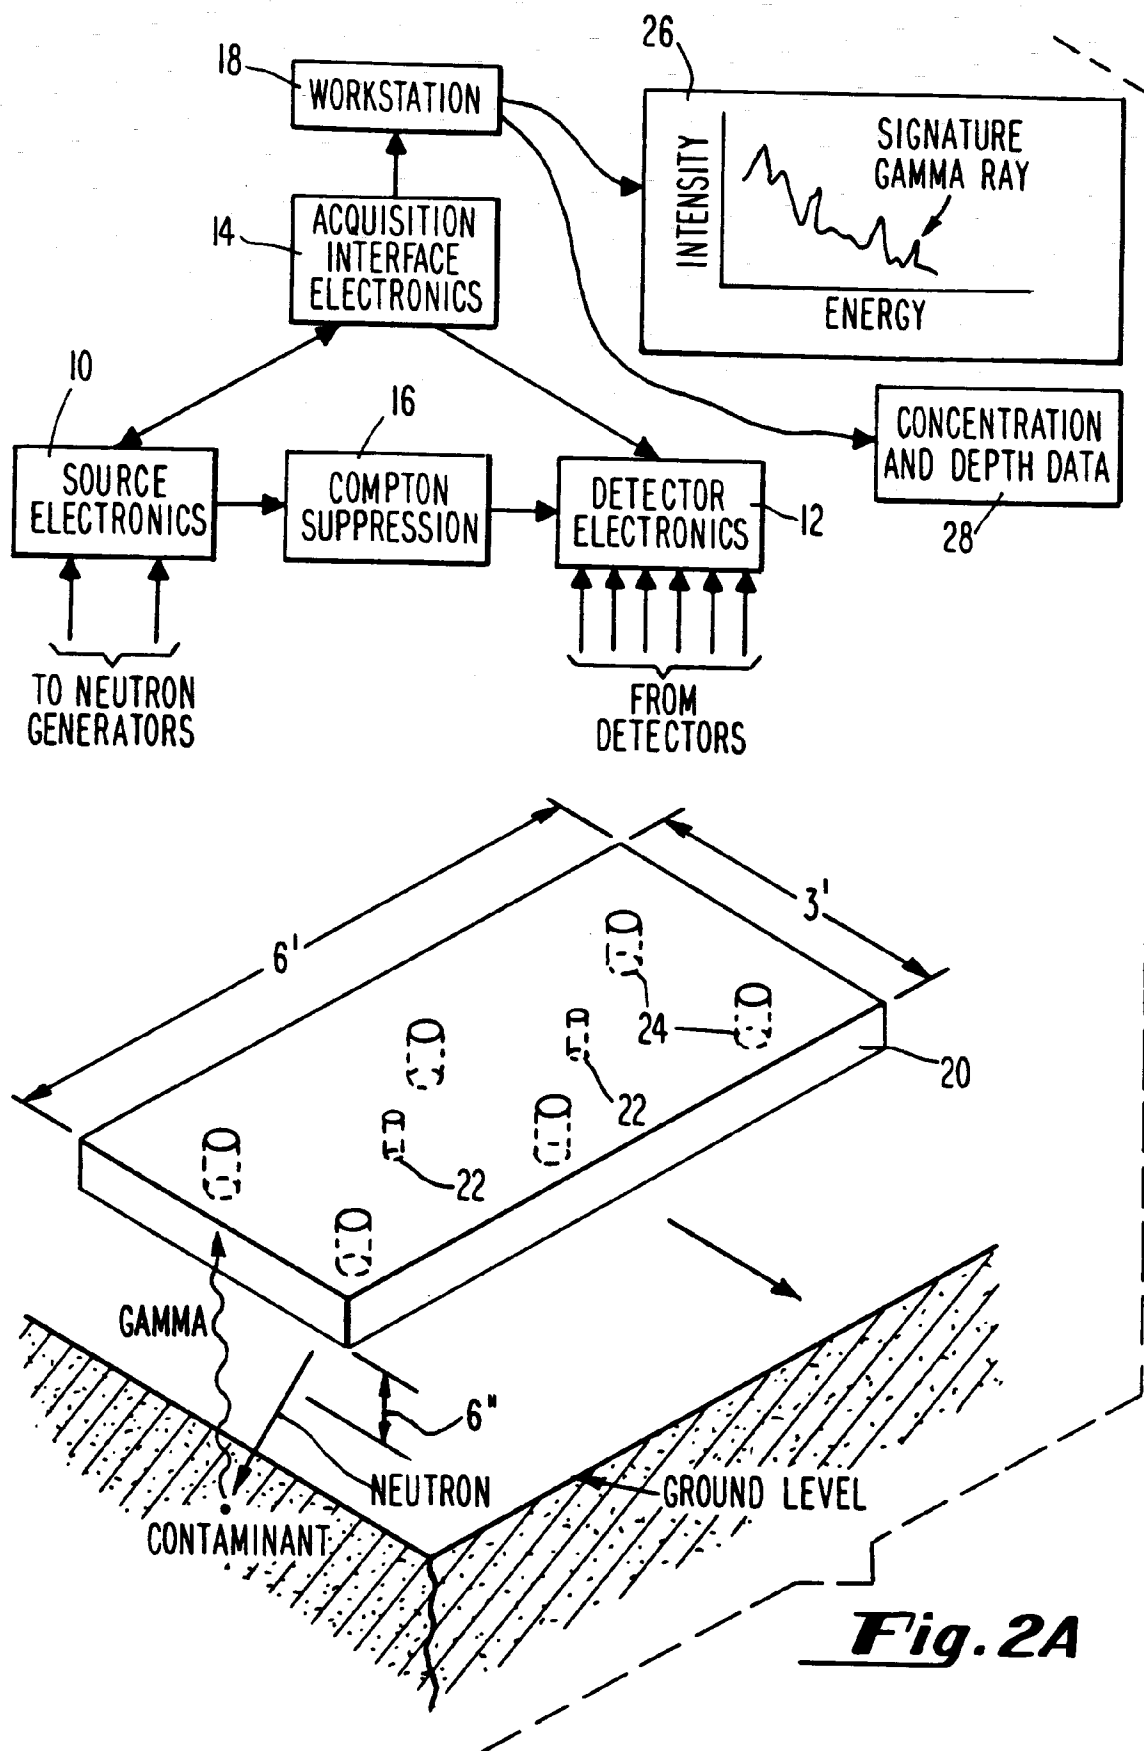 26
18
WORKSTATION
SIGNATURE
GAMMA RAY
INTENSITY
ENERGY
14
ACQUISITION
INTERFACE
ELECTRONICS
10
16
SOURCE
ELECTRONICS
COMPTON
SUPPRESSION
DETECTOR
ELECTRONICS
12
CONCENTRATION
AND DEPTH DATA
28
TO NEUTRON
GENERATORS
FROM
DETECTORS
6'
3'
24
20
22
22
GAMMA
6"
NEUTRON
GROUND LEVEL
CONTAMINANT
Fig. 2A